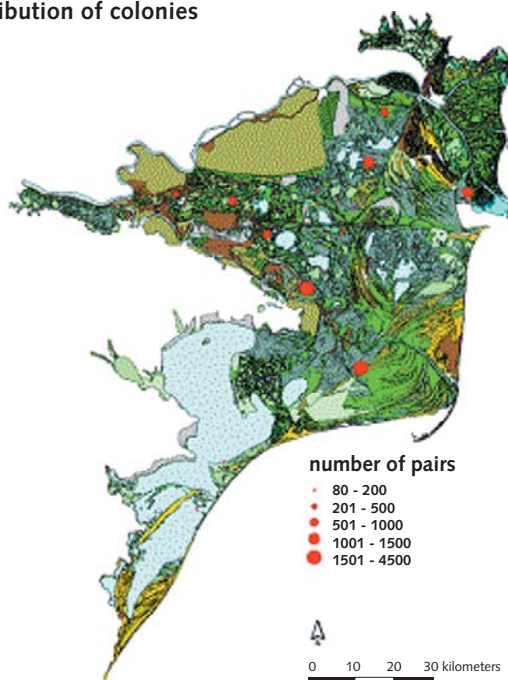 ibution of colonies
number of pairs
80 - 200
201 - 500
501 - 1000
1001 - 1500
1501 - 4500
0 10 20 30 kilometers